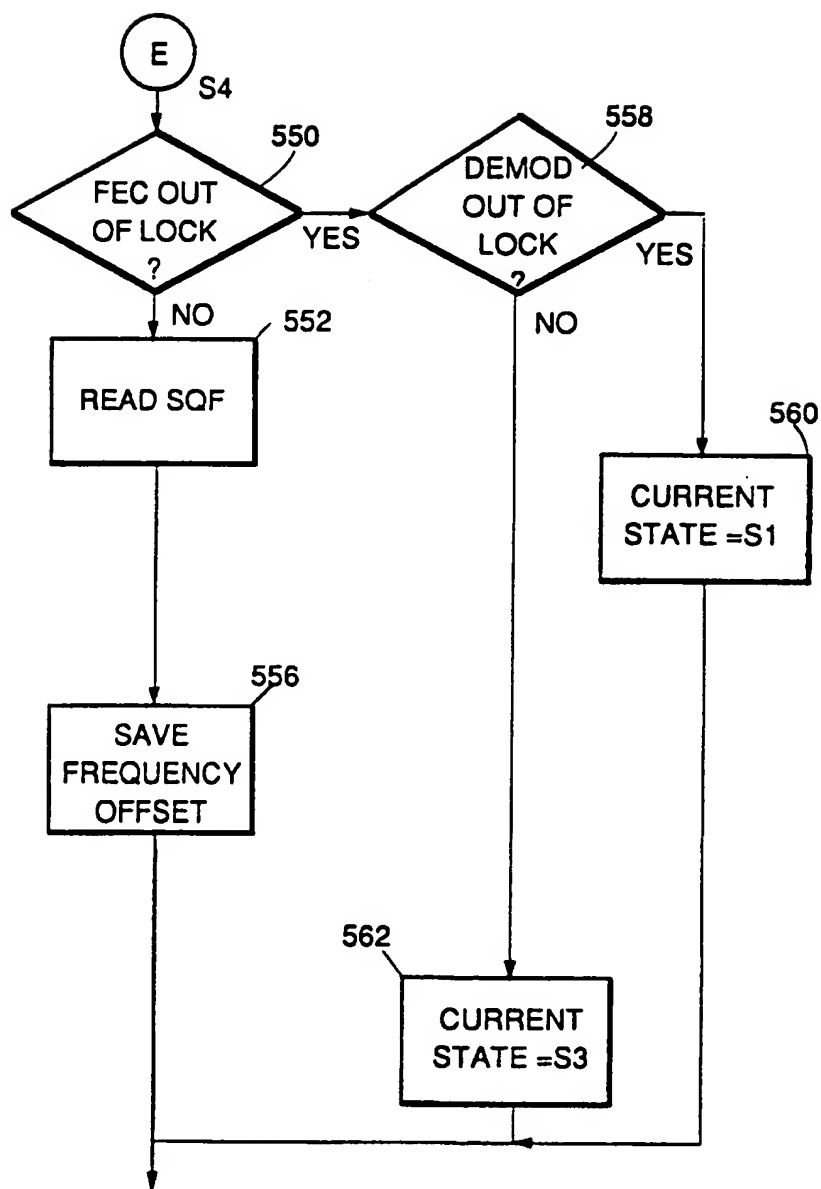 E
S4
550
FEC OUT
OF LOCK
?
YES
NO
558
DEMOD
OUT OF
LOCK
?
YES
NO
552
READ SQF
560
CURRENT
STATE =S1
556
SAVE
FREQUENCY
OFFSET
562
CURRENT
STATE =S3